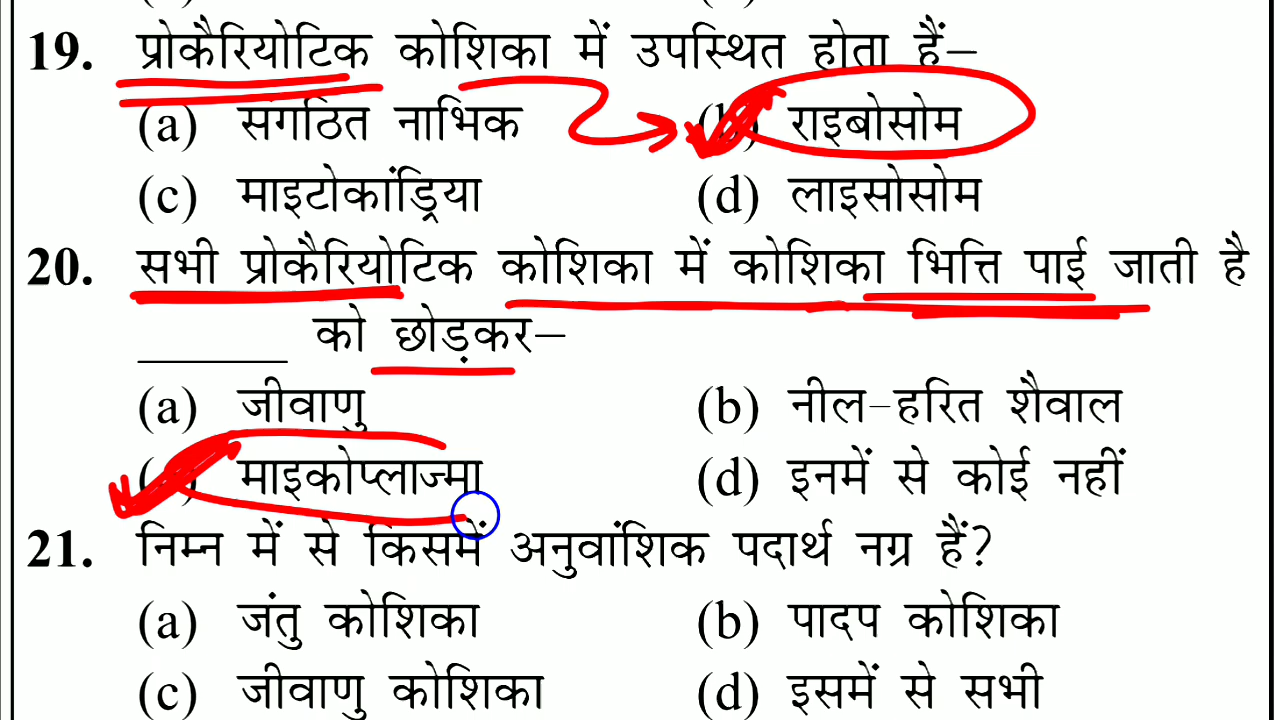 19. प्रोकैरियोटिक कोशिका में उपस्थित होता हैं–
(a) संगठित नाभिक (b) राइबोसोम
(c) माइटोकांड्रिया (d) लाइसोसोम
20. सभी प्रोकैरियोटिक कोशिका में कोशिका भित्ति पाई जाती है
______ को छोड़कर–
(a) जीवाणु (b) नील-हरित शैवाल
(c) माइकोप्लाज्मा (d) इनमें से कोई नहीं
21. निम्न में से किसमें अनुवांशिक पदार्थ नग्र हैं?
(a) जंतु कोशिका (b) पादप कोशिका
(c) जीवाणु कोशिका (d) इसमें से सभी